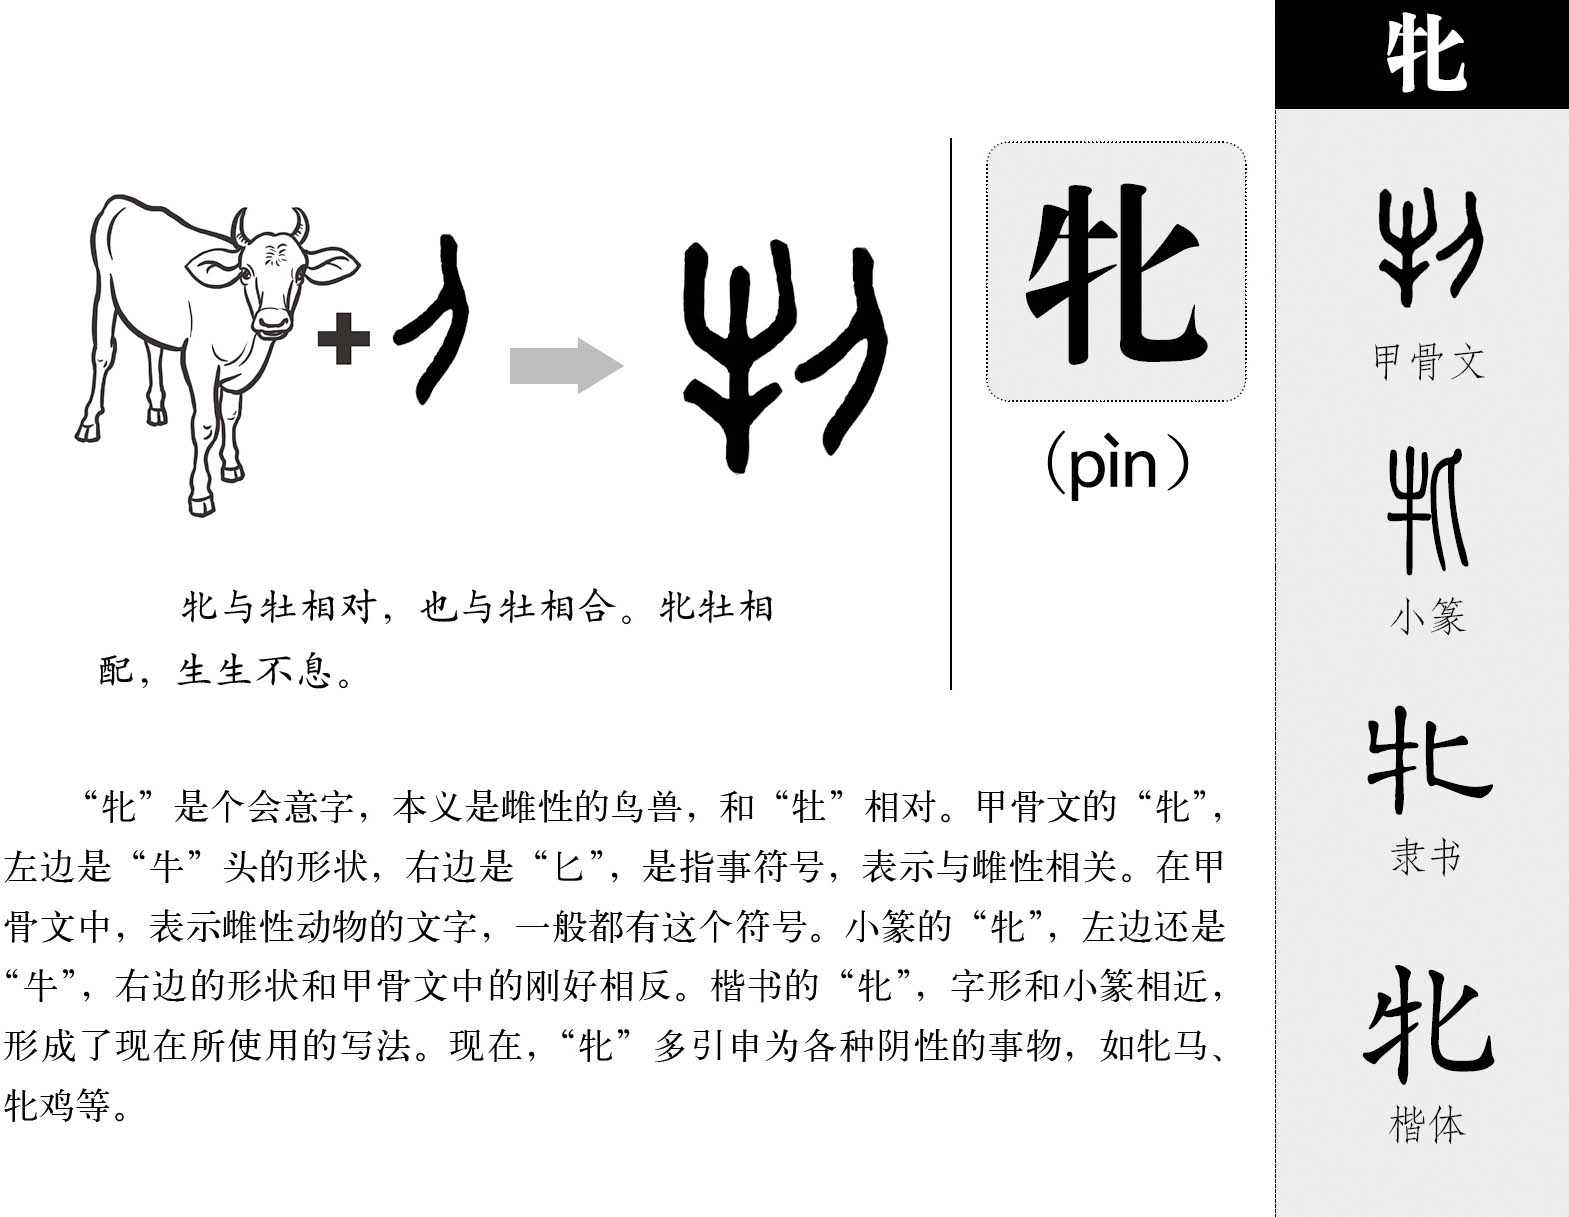 牝
牝
（pìn）
牝与牡相对，也与牡相合。牝牡相
配，生生不息。
“牝”是个会意字，本义是雌性的鸟兽，和“牡”相对。甲骨文的“牝”，
左边是“牛”头的形状，右边是“匕”，是指事符号，表示与雌性相关。在甲
骨文中，表示雌性动物的文字，一般都有这个符号。小篆的“牝”，左边还是
“牛”，右边的形状和甲骨文中的刚好相反。楷书的“牝”，字形和小篆相近，
形成了现在所使用的写法。现在，“牝”多引申为各种阴性的事物，如牝马、
牝鸡等。
牝
甲骨文
牝
小篆
牝
隶书
牝
楷体